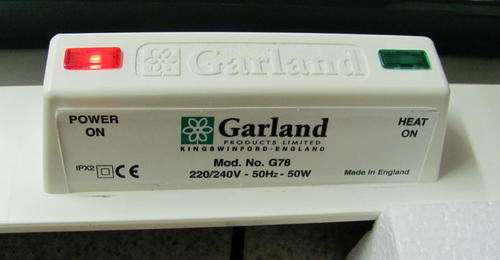 Garland
POWER
ON
Garland
PRODUCTS LIMITED
KINGSWINFORD-ENGLAND
HEAT
ON
IPX2 CE
Mod. No. G78
220/240V - 50Hz - 50W
Made In England